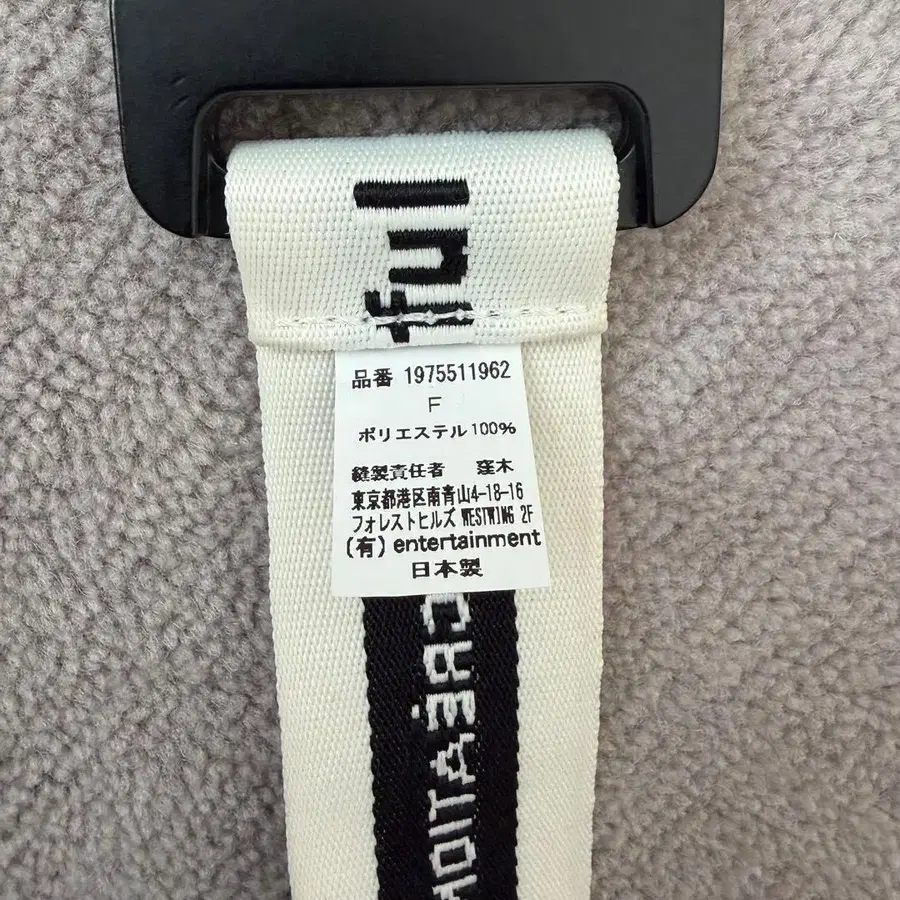 ful
品番 1975511962
F
ポリエステル 100%
縫製責任者 窪木
東京都港区南青山4-18-16
フォレストヒルズ WESTWING 2F
(有) entertainment
日本製
CRÉATION